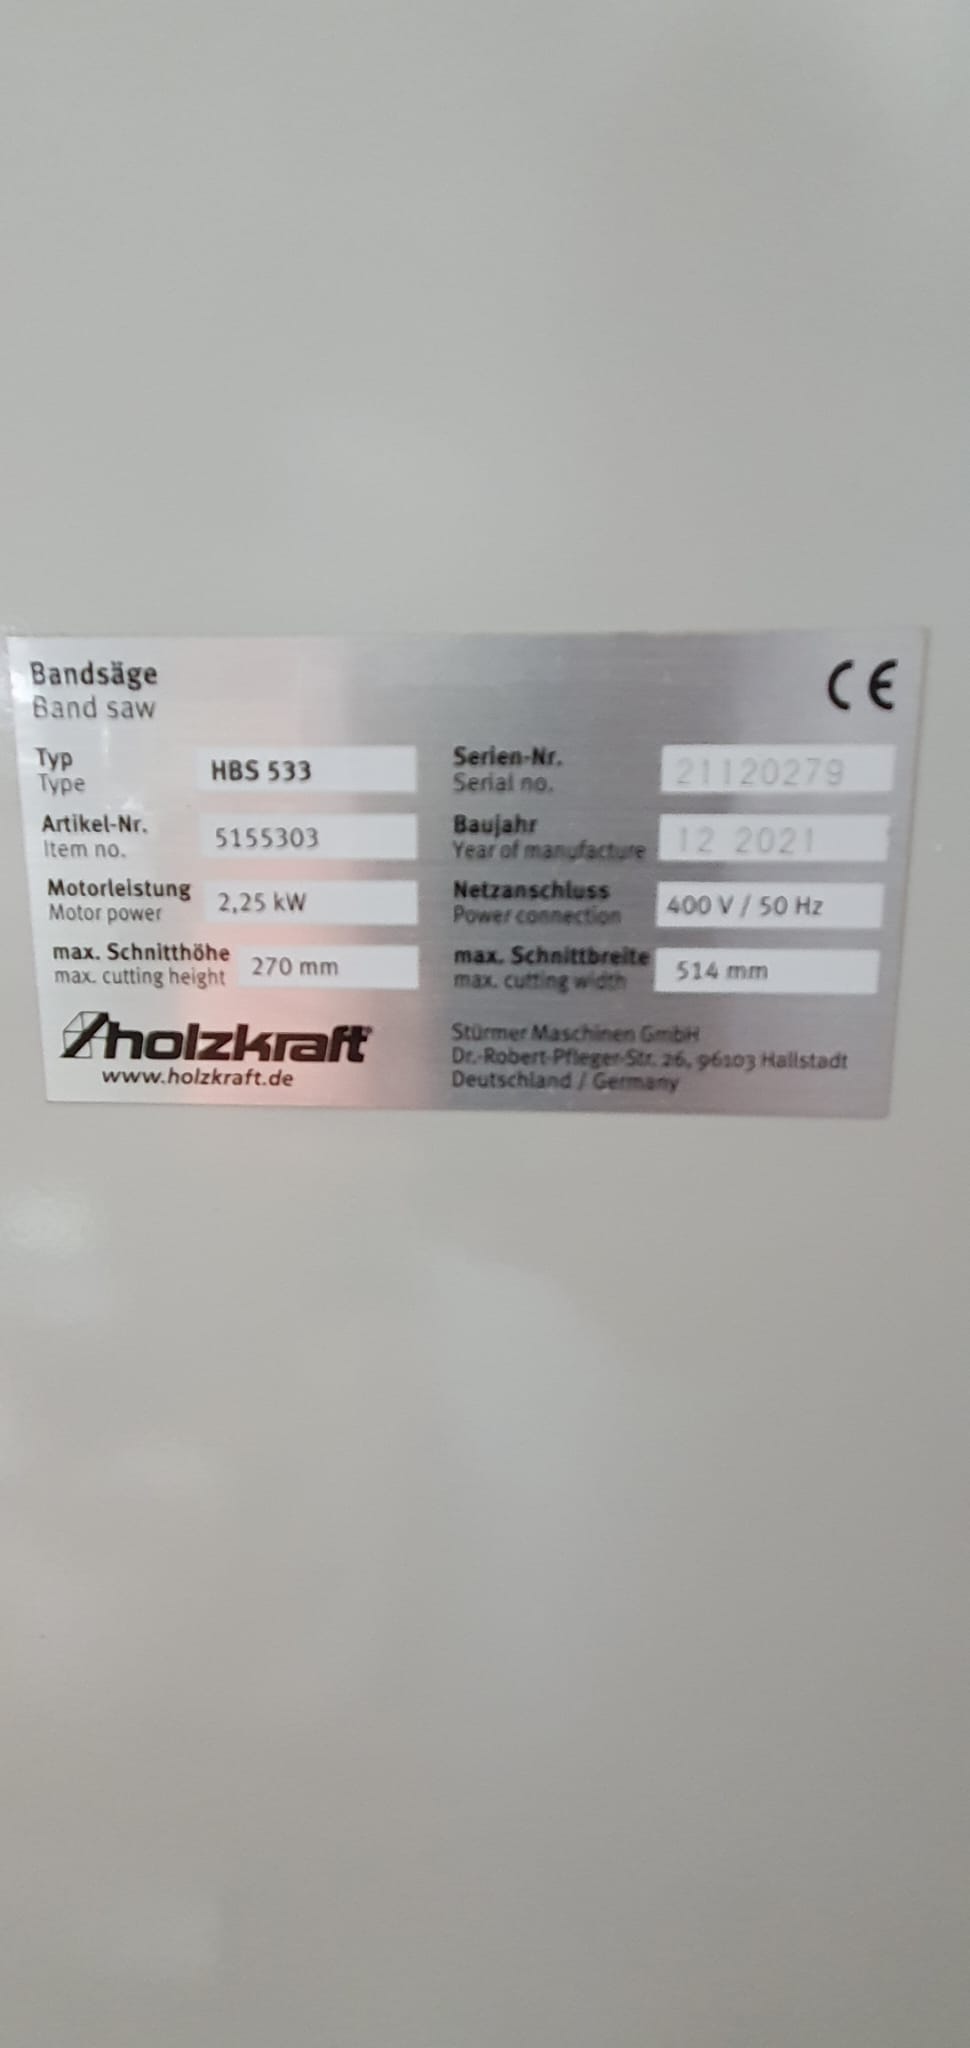 Bandsäge
Band saw
CE
Typ
Type
HBS 533
Serien-Nr.
Serial no.
21120279
Artikel-Nr.
Item no.
5155303
Baujahr
Year of manufacture
12 2021
Motorleistung
Motor power
2,25 kW
Netzanschluss
Power connection
400 V / 50 Hz
max. Schnitthöhe
max. cutting height
270 mm
max. Schnittbreite
max. cutting width
514 mm
holzkraft®
www.holzkraft.de
Stürmer Maschinen GmbH
Dr.-Robert-Pfleger-Str. 26, 96103 Hallstadt
Deutschland / Germany